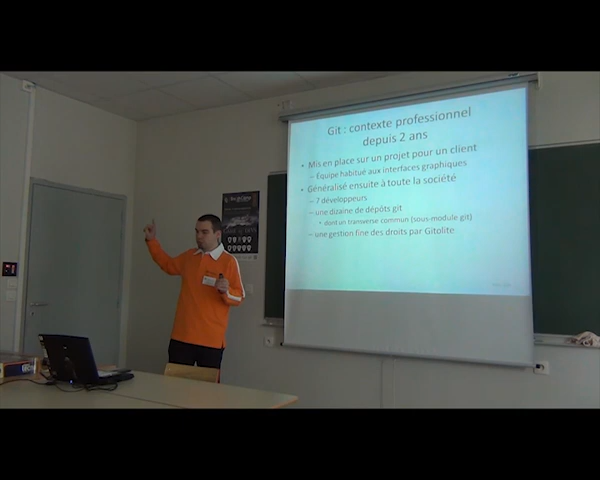 Git : contexte professionnel
depuis 2 ans
• Mis en place sur un projet pour un client
– Équipe habitué aux interfaces graphiques
• Généralisé ensuite à toute la société
– 7 développeurs
– une dizaine de dépôts git
• dont un transverse commun (sous-module git)
– une gestion fine des droits par Gitolite